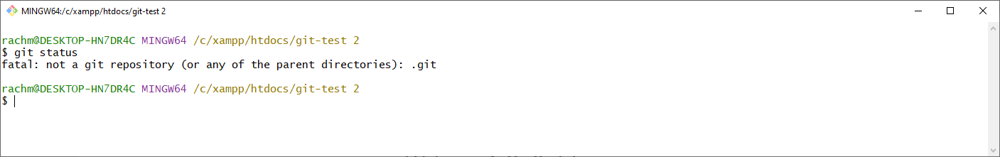 MINGW64:/c/xampp/htdocs/git-test 2
rachm@DESKTOP-HN7DR4C MINGW64 /c/xampp/htdocs/git-test 2
$ git status
fatal: not a git repository (or any of the parent directories): .git
rachm@DESKTOP-HN7DR4C MINGW64 /c/xampp/htdocs/git-test 2
$